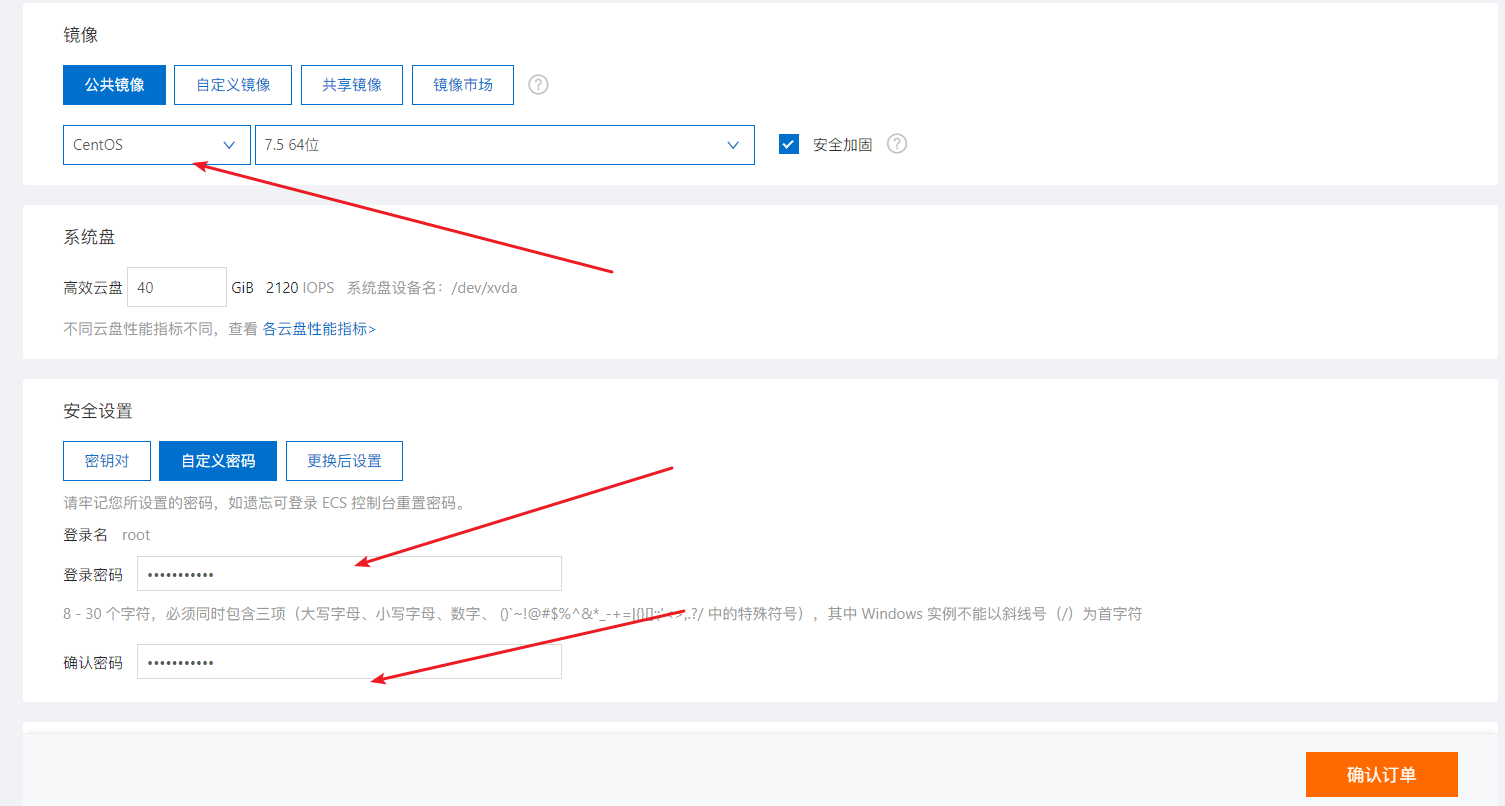 镜像
公共镜像 自定义镜像 共享镜像 镜像市场 ?
CentOS 7.5 64位 安全加固 ?
系统盘
高效云盘 40 GiB 2120 IOPS 系统盘设备名：/dev/xvda
不同云盘性能指标不同，查看 各云盘性能指标>
安全设置
密钥对 自定义密码 更换后设置
请牢记您所设置的密码，如遗忘可登录 ECS 控制台重置密码。
登录名 root
登录密码 •••••••••••
8 - 30 个字符，必须同时包含三项（大写字母、小写字母、数字、 ()`~!@#$%^&*_-+=|{}[]:;'<>,.?/ 中的特殊符号），其中 Windows 实例不能以斜线号（/）为首字符
确认密码 •••••••••••
确认订单